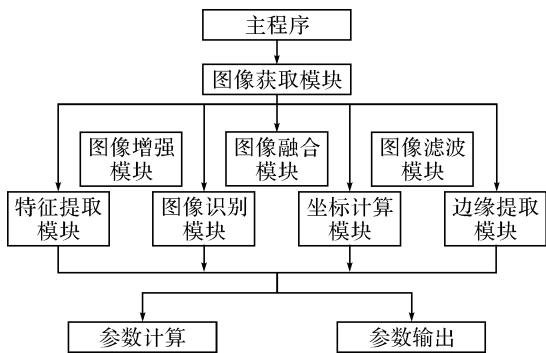 主程序
图像获取模块
图像增强
模块
图像融合
模块
图像滤波
模块
特征提取
模块
图像识别
模块
坐标计算
模块
边缘提取
模块
参数计算
参数输出